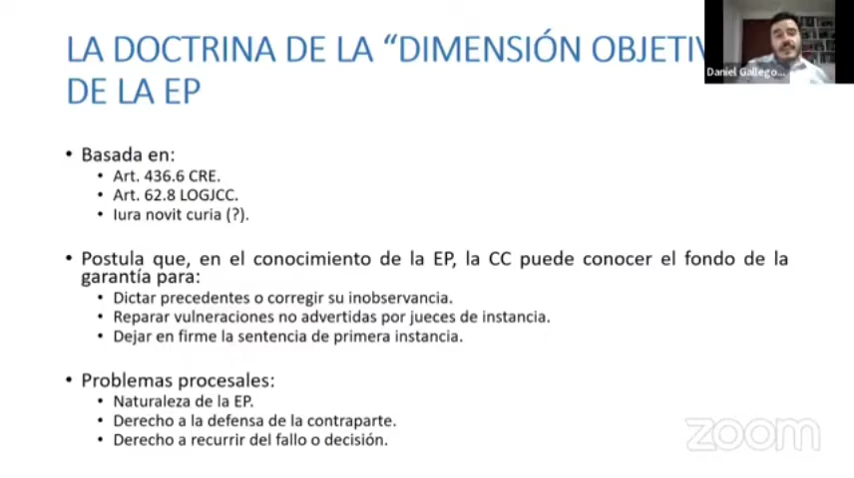 LA DOCTRINA DE LA “DIMENSIÓN OBJETIV
DE LA EP
Daniel Gallego...
• Basada en:
• Art. 436.6 CRE.
• Art. 62.8 LOGJCC.
• Iura novit curia (?).
• Postula que, en el conocimiento de la EP, la CC puede conocer el fondo de la
garantía para:
• Dictar precedentes o corregir su inobservancia.
• Reparar vulneraciones no advertidas por jueces de instancia.
• Dejar en firme la sentencia de primera instancia.
• Problemas procesales:
• Naturaleza de la EP.
• Derecho a la defensa de la contraparte.
• Derecho a recurrir del fallo o decisión.
zoom